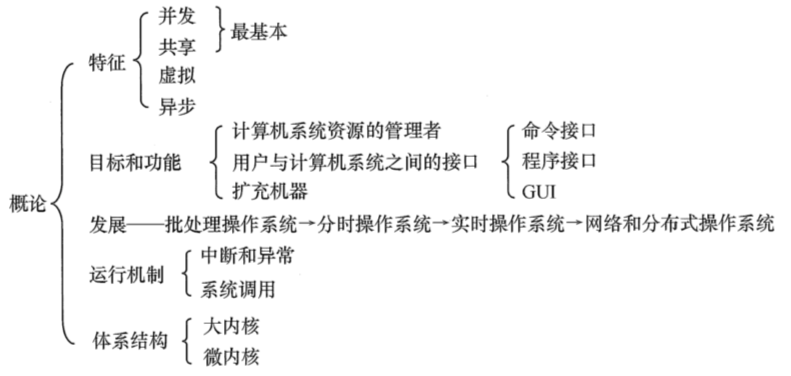 概论
特征
并发
共享
虚拟
异步
最基本
目标和功能
计算机系统资源的管理者
用户与计算机系统之间的接口
扩充机器
命令接口
程序接口
GUI
发展——批处理操作系统→分时操作系统→实时操作系统→网络和分布式操作系统
运行机制
中断和异常
系统调用
体系结构
大内核
微内核